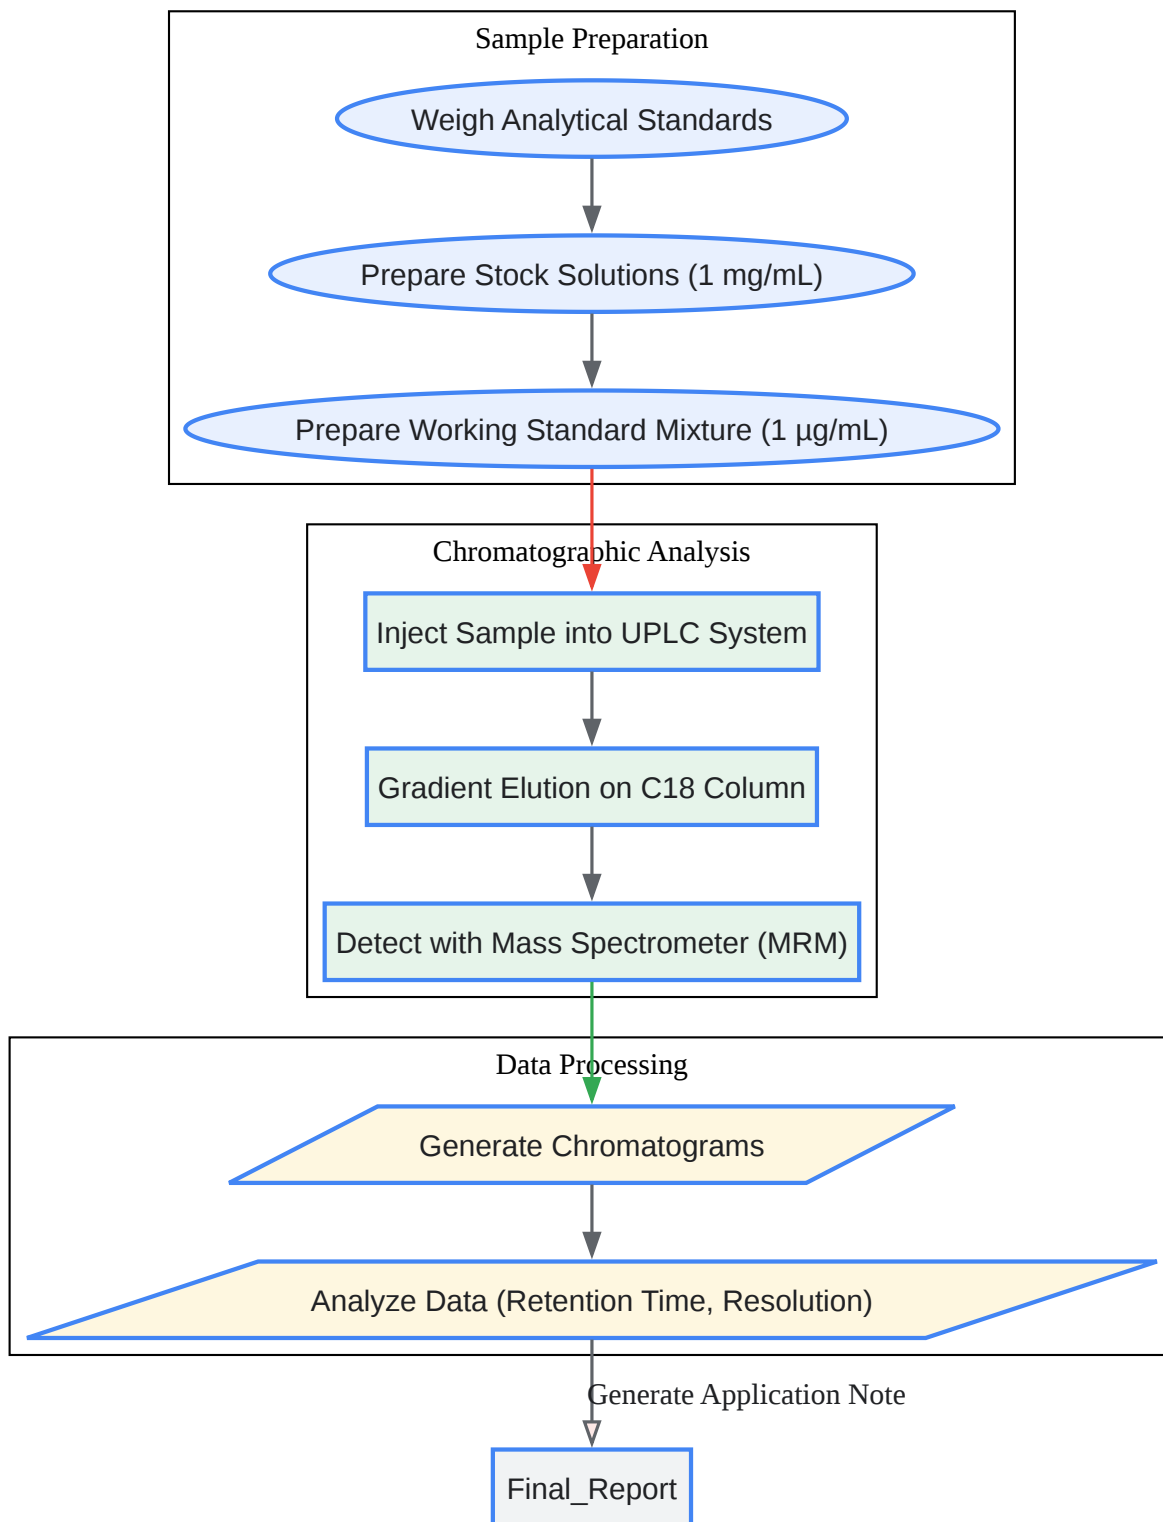 Sample Preparation
Weigh Analytical Standards
Prepare Stock Solutions (1 mg/mL)
Prepare Working Standard Mixture (1 µg/mL)
Chromatographic Analysis
Inject Sample into UPLC System
Gradient Elution on C18 Column
Detect with Mass Spectrometer (MRM)
Data Processing
Generate Chromatograms
Analyze Data (Retention Time, Resolution)
Generate Application Note
Final_Report